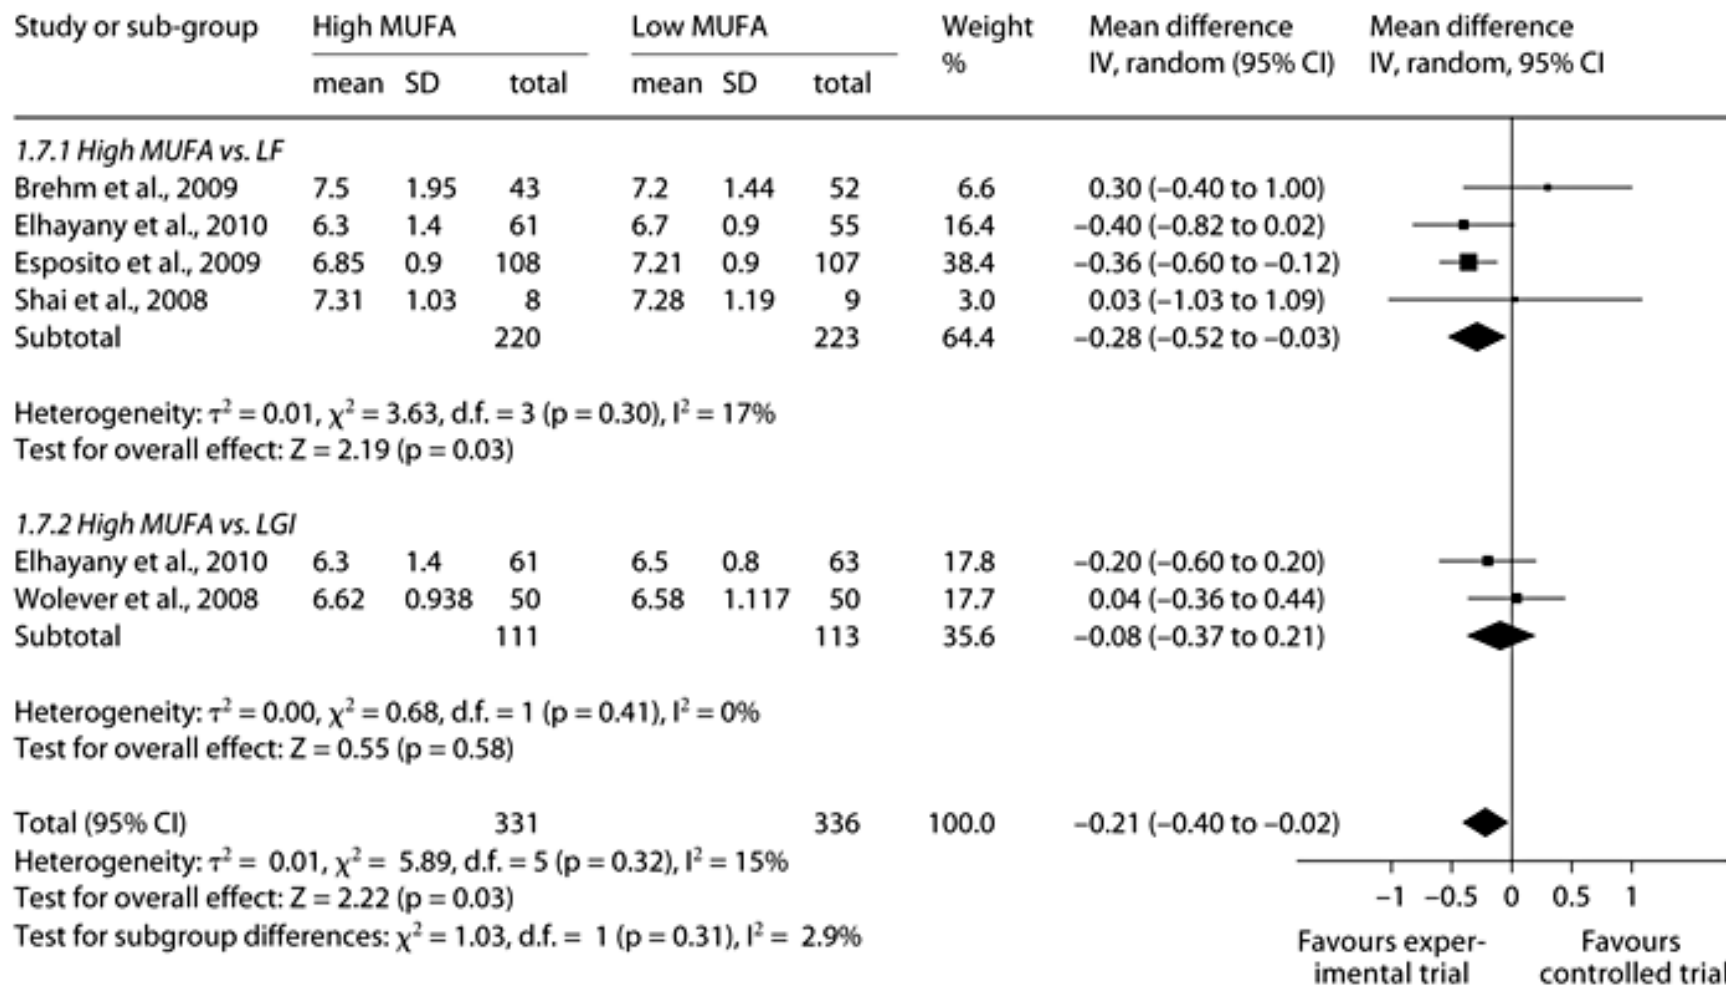 Study or sub-group High MUFA Low MUFA Weight % Mean difference IV, random (95% CI) Mean difference IV, random, 95% CI
mean SD total mean SD total
1.7.1 High MUFA vs. LF
Brehm et al., 2009 7.5 1.95 43 7.2 1.44 52 6.6 0.30 (–0.40 to 1.00)
Elhayany et al., 2010 6.3 1.4 61 6.7 0.9 55 16.4 –0.40 (–0.82 to 0.02)
Esposito et al., 2009 6.85 0.9 108 7.21 0.9 107 38.4 –0.36 (–0.60 to –0.12)
Shai et al., 2008 7.31 1.03 8 7.28 1.19 9 3.0 0.03 (–1.03 to 1.09)
Subtotal 220 223 64.4 –0.28 (–0.52 to –0.03)
Heterogeneity: τ² = 0.01, χ² = 3.63, d.f. = 3 (p = 0.30), I² = 17%
Test for overall effect: Z = 2.19 (p = 0.03)
1.7.2 High MUFA vs. LGI
Elhayany et al., 2010 6.3 1.4 61 6.5 0.8 63 17.8 –0.20 (–0.60 to 0.20)
Wolever et al., 2008 6.62 0.938 50 6.58 1.117 50 17.7 0.04 (–0.36 to 0.44)
Subtotal 111 113 35.6 –0.08 (–0.37 to 0.21)
Heterogeneity: τ² = 0.00, χ² = 0.68, d.f. = 1 (p = 0.41), I² = 0%
Test for overall effect: Z = 0.55 (p = 0.58)
Total (95% CI) 331 336 100.0 –0.21 (–0.40 to –0.02)
Heterogeneity: τ² = 0.01, χ² = 5.89, d.f. = 5 (p = 0.32), I² = 15%
Test for overall effect: Z = 2.22 (p = 0.03)
Test for subgroup differences: χ² = 1.03, d.f. = 1 (p = 0.31), I² = 2.9%
–1 –0.5 0 0.5 1
Favours exper-
imental trial
Favours
controlled trial